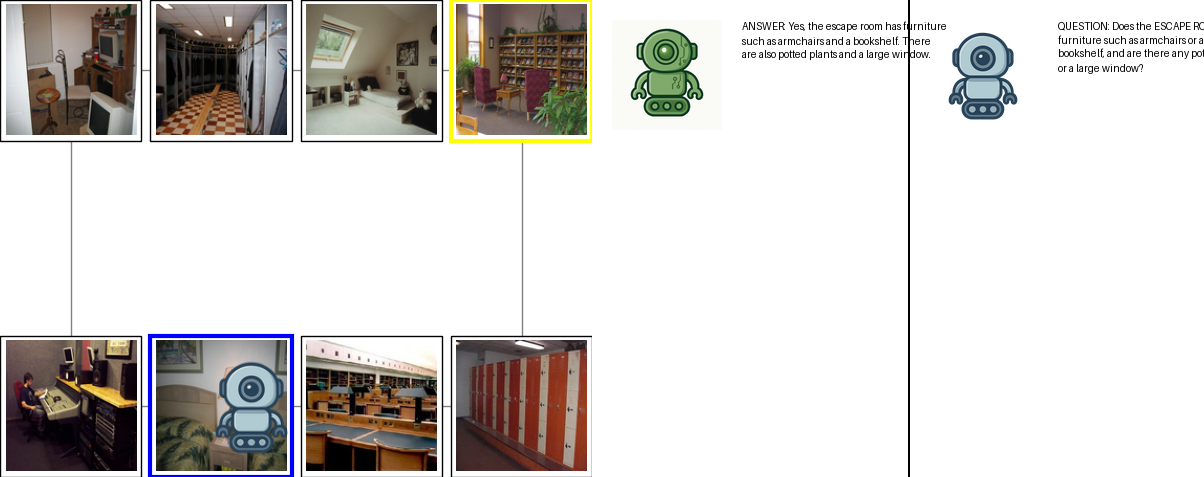 ANSWER: Yes, the escape room has furniture
such as armchairs and a bookshelf. There
are also potted plants and a large window.
QUESTION: Does the ESCAPE RO
furniture such as armchairs or a
bookshelf, and are there any pot
or a large window?